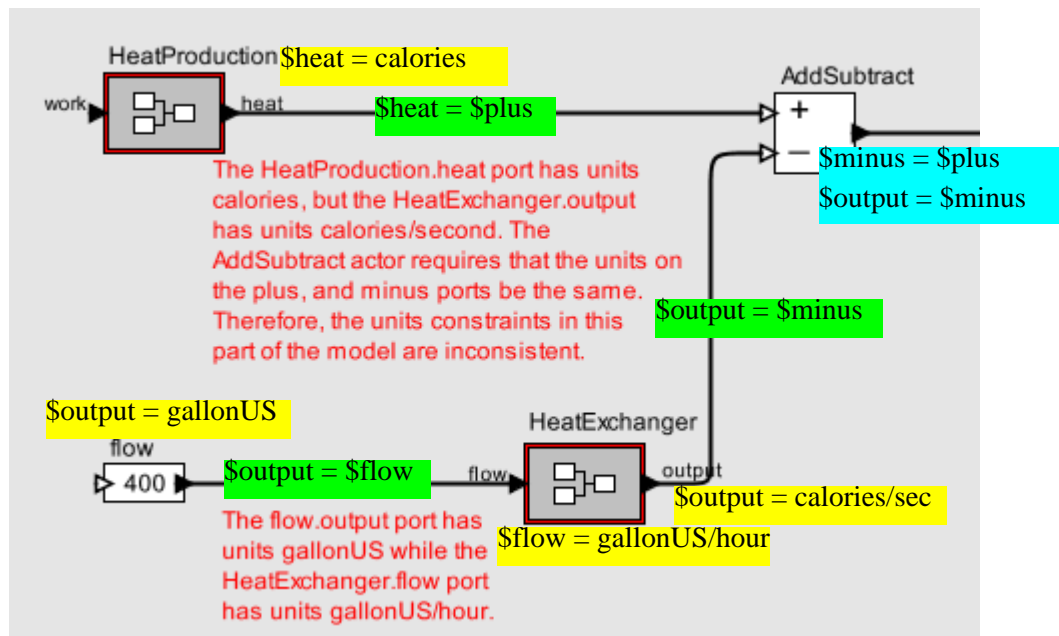 HeatProduction
$heat = calories
work
heat
$heat = $plus
AddSubtract
+
−
$minus = $plus
$output = $minus
The HeatProduction.heat port has units
calories, but the HeatExchanger.output
has units calories/second. The
AddSubtract actor requires that the units on
the plus, and minus ports be the same.
Therefore, the units constraints in this
part of the model are inconsistent.
$output = $minus
$output = gallonUS
flow
400
$output = $flow
flow
HeatExchanger
output
$output = calories/sec
$flow = gallonUS/hour
The flow.output port has
units gallonUS while the
HeatExchanger.flow port
has units gallonUS/hour.